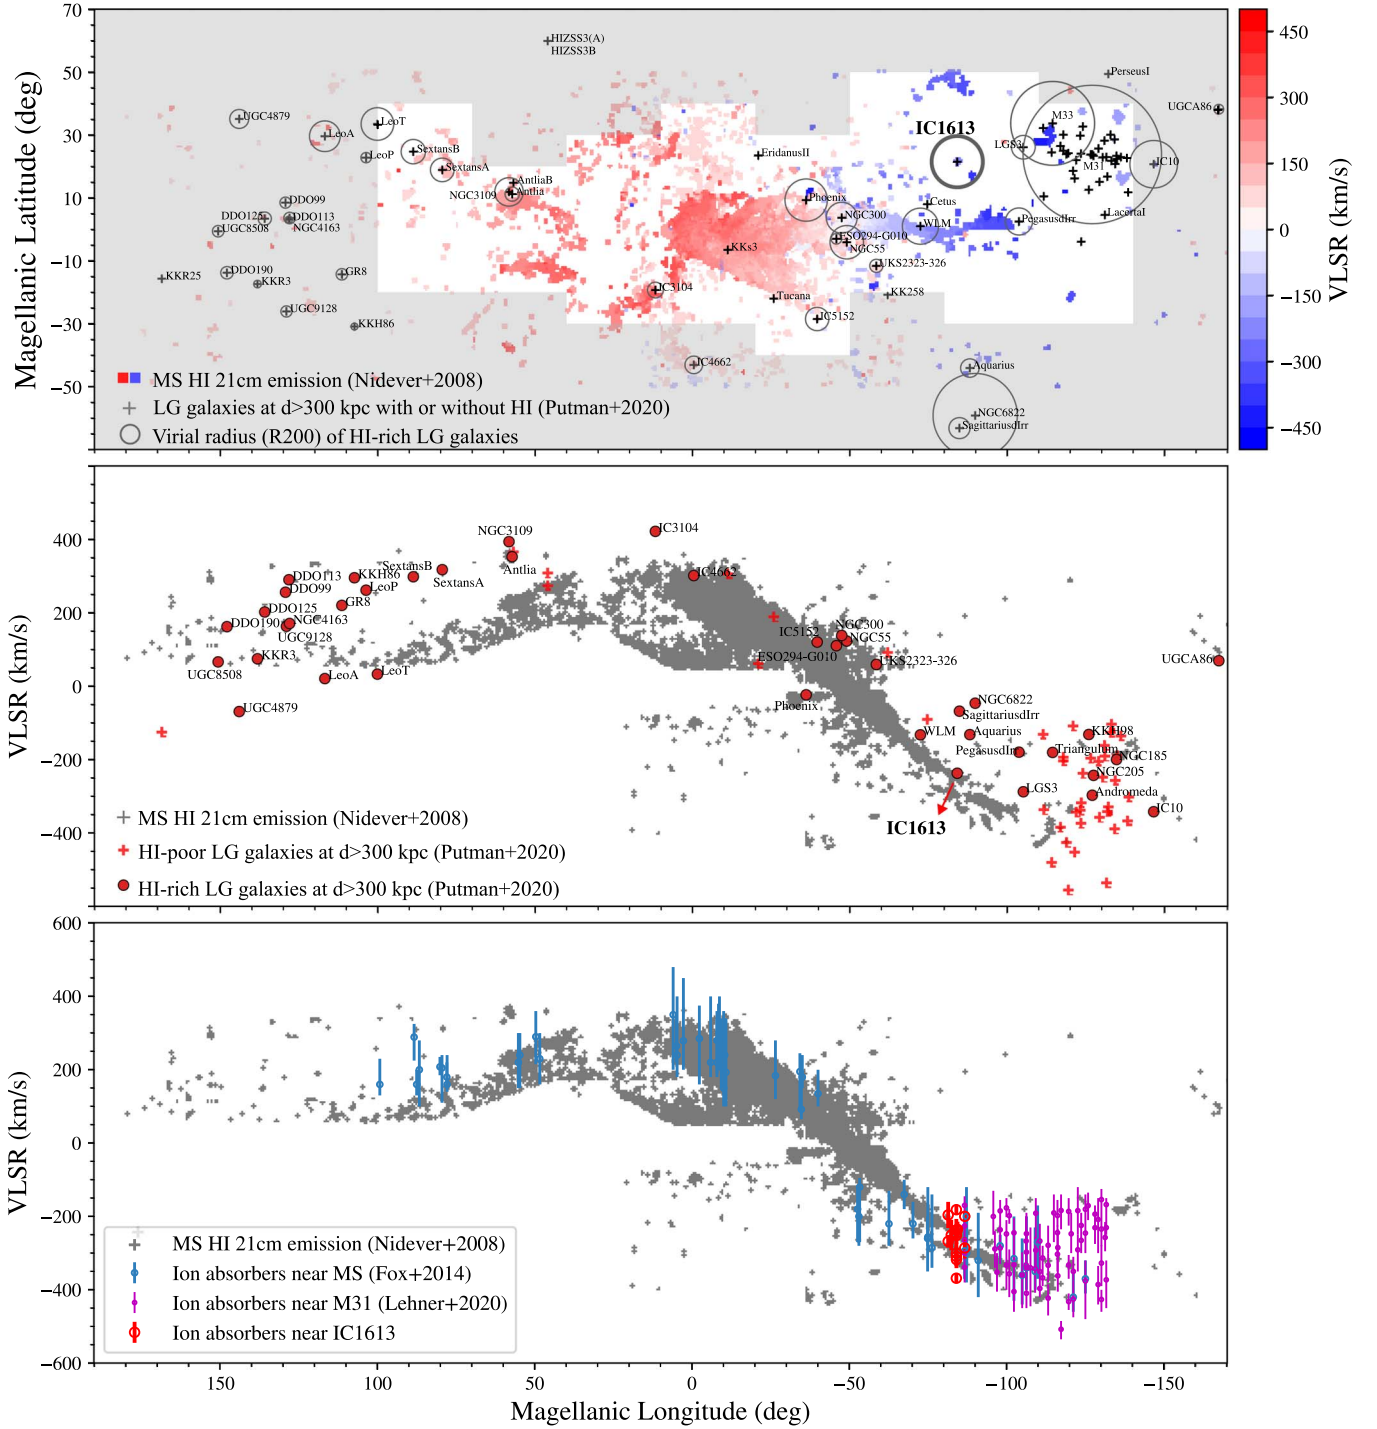 70
50
30
10
−10
−30
−50
Magellanic Latitude (deg)
HIZSS3(A)
HIZSS3B
PerseusI
UGCA86
UGC4879
LeoA
LeoT
LeoP
SextansB
SextansA
EridanusII
IC1613
M33
LGS3
M31
IC10
LacertaI
AntliaB
Antlia
NGC3109
Phoenix
Cetus
DDO99
DDO125
DDO113
NGC4163
UGC8508
NGC300
WLM
PegasusdIrr
ESO294-G010
NGC55
KKs3
UKS2323-326
KKR25
DDO190
KKR3
GR8
IC3104
Tucana
KK258
UGC9128
KKH86
IC5152
IC4662
Aquarius
NGC6822
SagittariusdIrr
MS HI 21cm emission (Nidever+2008)
LG galaxies at d>300 kpc with or without HI (Putman+2020)
Virial radius (R200) of HI-rich LG galaxies
450
300
150
0
−150
−300
−450
VLSR (km/s)
400
200
0
−200
−400
VLSR (km/s)
NGC3109
IC3104
SextansB
Antlia
SextansA
DDO113
KKH86
DDO99
LeoP
IC4662
GR8
DDO125
DDO190
NGC4163
UGC9128
NGC300
IC5152
NGC55
ESO294-G010
UKS2323-326
UGCA86
KKR3
UGC8508
LeoA
LeoT
UGC4879
Phoenix
NGC6822
SagittariusdIrr
WLM
Aquarius
KKH98
PegasusdIrr
Triangulum
NGC185
NGC205
LGS3
Andromeda
IC10
IC1613
MS HI 21cm emission (Nidever+2008)
HI-poor LG galaxies at d>300 kpc (Putman+2020)
HI-rich LG galaxies at d>300 kpc (Putman+2020)
600
400
200
0
−200
−400
−600
VLSR (km/s)
MS HI 21cm emission (Nidever+2008)
Ion absorbers near MS (Fox+2014)
Ion absorbers near M31 (Lehner+2020)
Ion absorbers near IC1613
150
100
50
0
−50
−100
−150
Magellanic Longitude (deg)